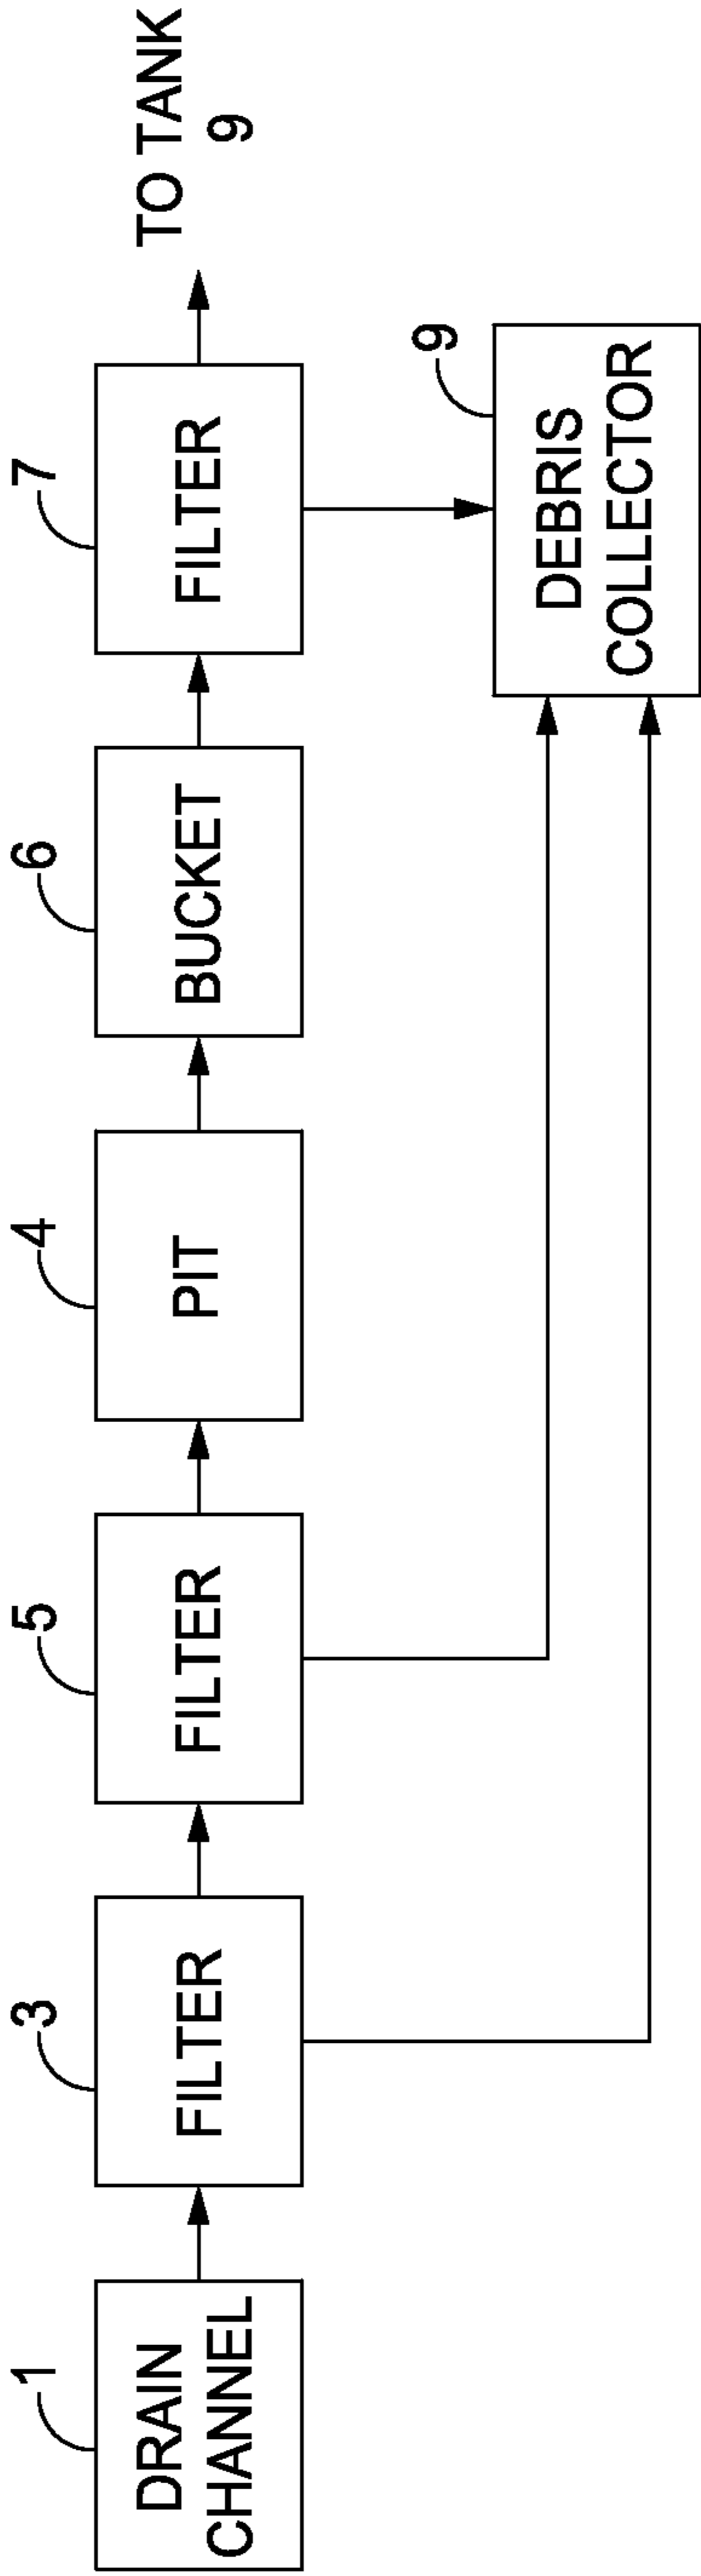 1
DRAIN
CHANNEL
3
FILTER
5
FILTER
4
PIT
6
BUCKET
7
FILTER
TO TANK
9
9
DEBRIS
COLLECTOR